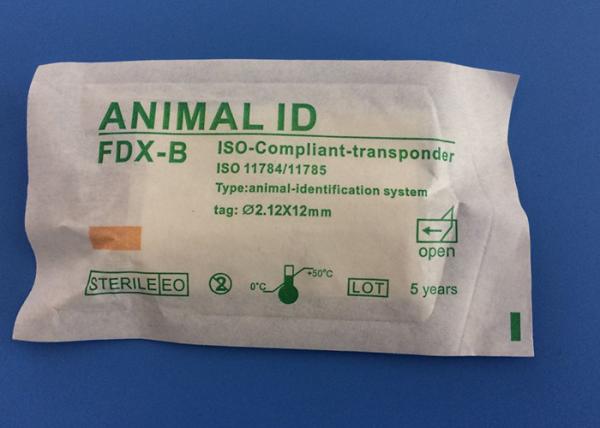 ANIMAL ID
FDX-B
ISO-Compliant-transponder
ISO 11784/11785
Type:animal-identification system
tag: Ø2.12X12mm
open
STERILE EO
2
0°C
+50°C
LOT
5 years